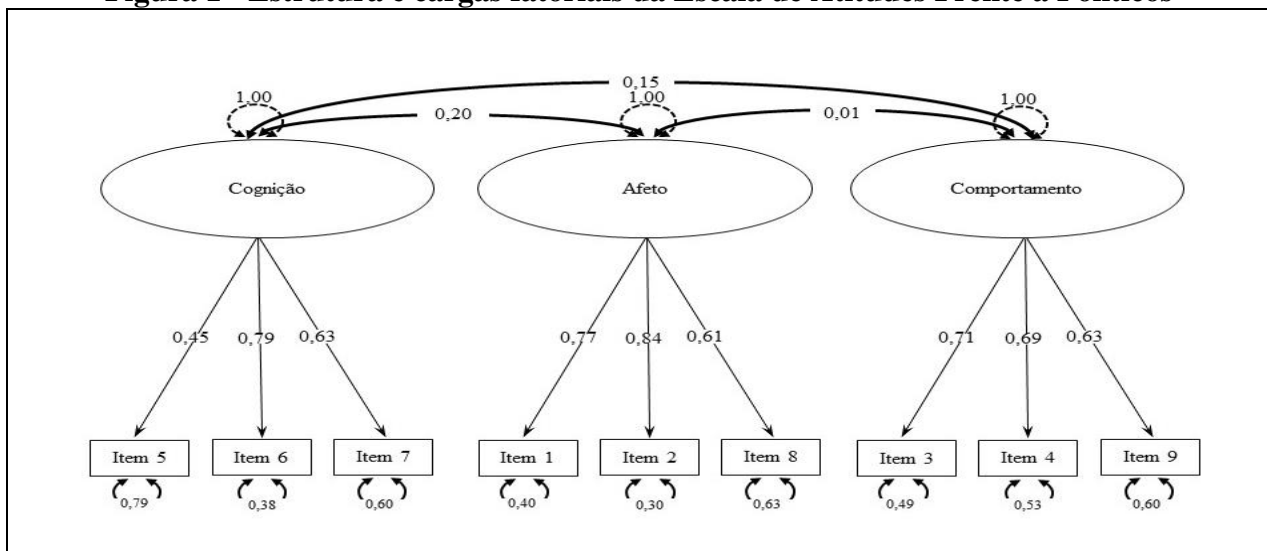 Figura 1 - Estrutura e cargas fatoriais da Escala de Atitudes Frente a Políticos
0,15
1,00 1,00 1,00
0,20 0,01
Cognição Afeto Comportamento
0,45 0,79 0,63 0,77 0,84 0,61 0,71 0,69 0,63
Item 5 Item 6 Item 7 Item 1 Item 2 Item 8 Item 3 Item 4 Item 9
0,79 0,38 0,60 0,40 0,30 0,63 0,49 0,53 0,60